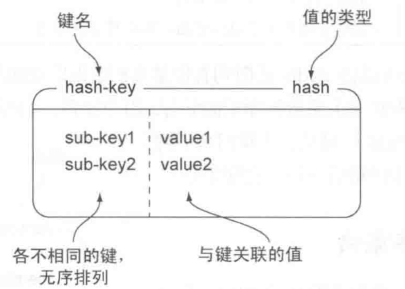 键名
值的类型
hash-key
hash
sub-key1 value1
sub-key2 value2
各不相同的键，
无序排列
与键关联的值